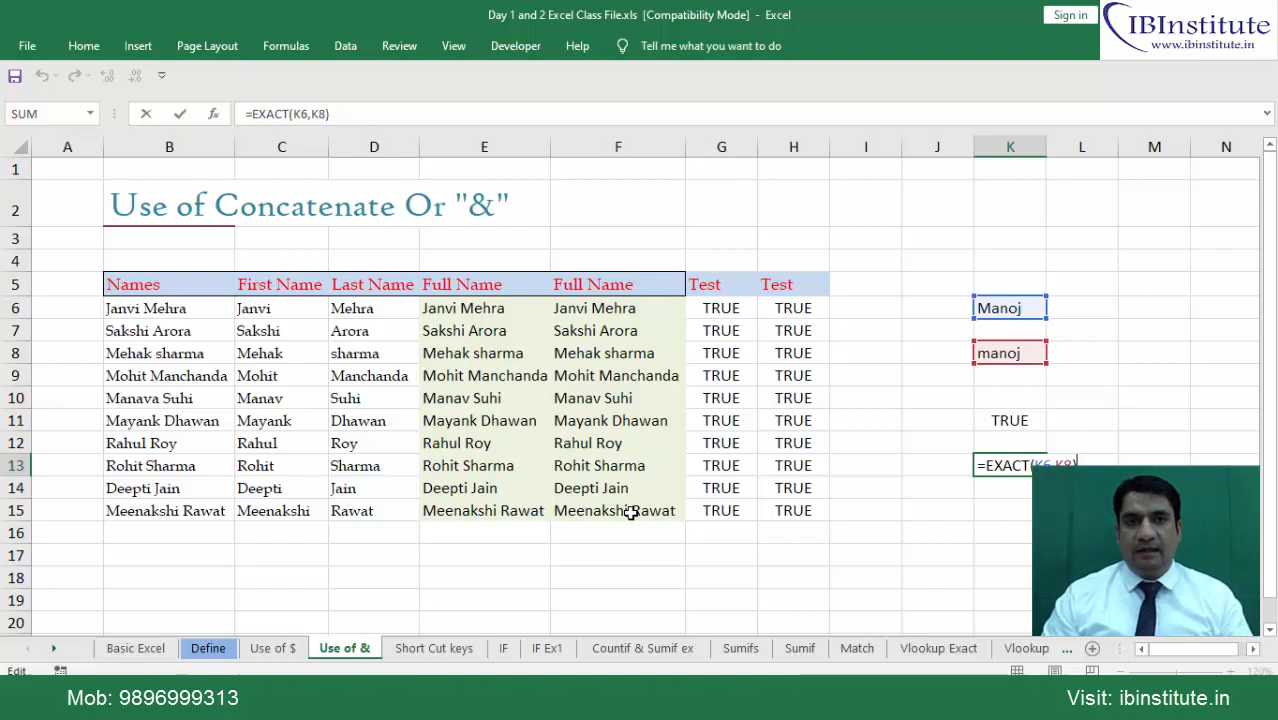 Day 1 and 2 Excel Class File.xls [Compatibility Mode] - Excel
Sign in
IBInstitute
www.ibinstitute.in
File Home Insert Page Layout Formulas Data Review View Developer Help Tell me what you want to do
SUM =EXACT(K6,K8)
A B C D E F G H I J K L M N
1
2 Use of Concatenate Or "&"
3
4
5 Names First Name Last Name Full Name Full Name Test Test
6 Janvi Mehra Janvi Mehra Janvi Mehra Janvi Mehra TRUE TRUE Manoj
7 Sakshi Arora Sakshi Arora Sakshi Arora Sakshi Arora TRUE TRUE
8 Mehak sharma Mehak sharma Mehak sharma Mehak sharma TRUE TRUE manoj
9 Mohit Manchanda Mohit Manchanda Mohit Manchanda Mohit Manchanda TRUE TRUE
10 Manava Suhi Manav Suhi Manav Suhi Manav Suhi TRUE TRUE
11 Mayank Dhawan Mayank Dhawan Mayank Dhawan Mayank Dhawan TRUE TRUE TRUE
12 Rahul Roy Rahul Roy Rahul Roy Rahul Roy TRUE TRUE
13 Rohit Sharma Rohit Sharma Rohit Sharma Rohit Sharma TRUE TRUE =EXACT(K6,K8)
14 Deepti Jain Deepti Jain Deepti Jain Deepti Jain TRUE TRUE
15 Meenakshi Rawat Meenakshi Rawat Meenakshi Rawat Meenakshi Rawat TRUE TRUE
16
17
18
19
20
Basic Excel Define Use of $ Use of & Short Cut keys IF IF Ex1 Countif & Sumif ex Sumifs Sumif Match Vlookup Exact Vlookup ...
Edit 120%
Mob: 9896999313
Visit: ibinstitute.in